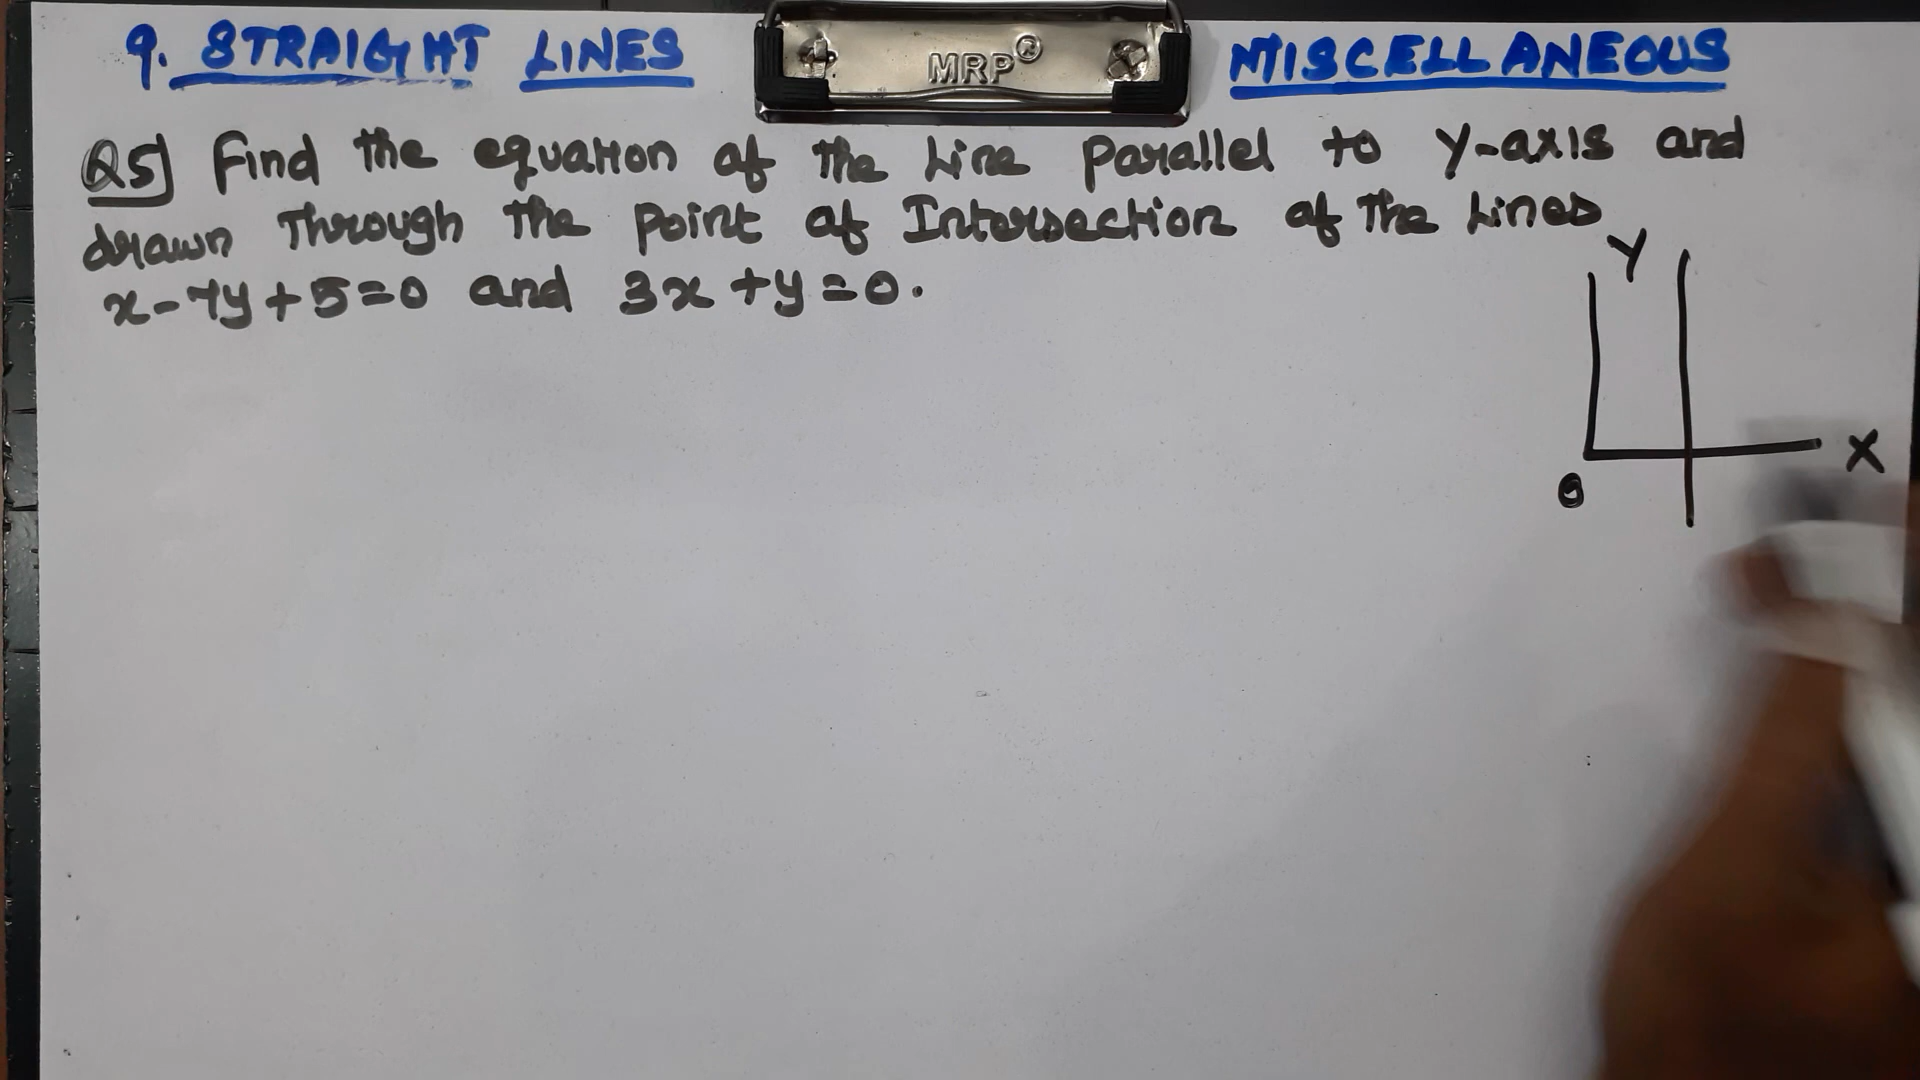 9. STRAIGHT LINES
MRP®
MISCELLANEOUS
Q5] Find the equation of the Line parallel to Y-axis and
drawn Through the point of Intersection of The Lines
x-7y+5=0 and 3x+y=0.
Y
X
O